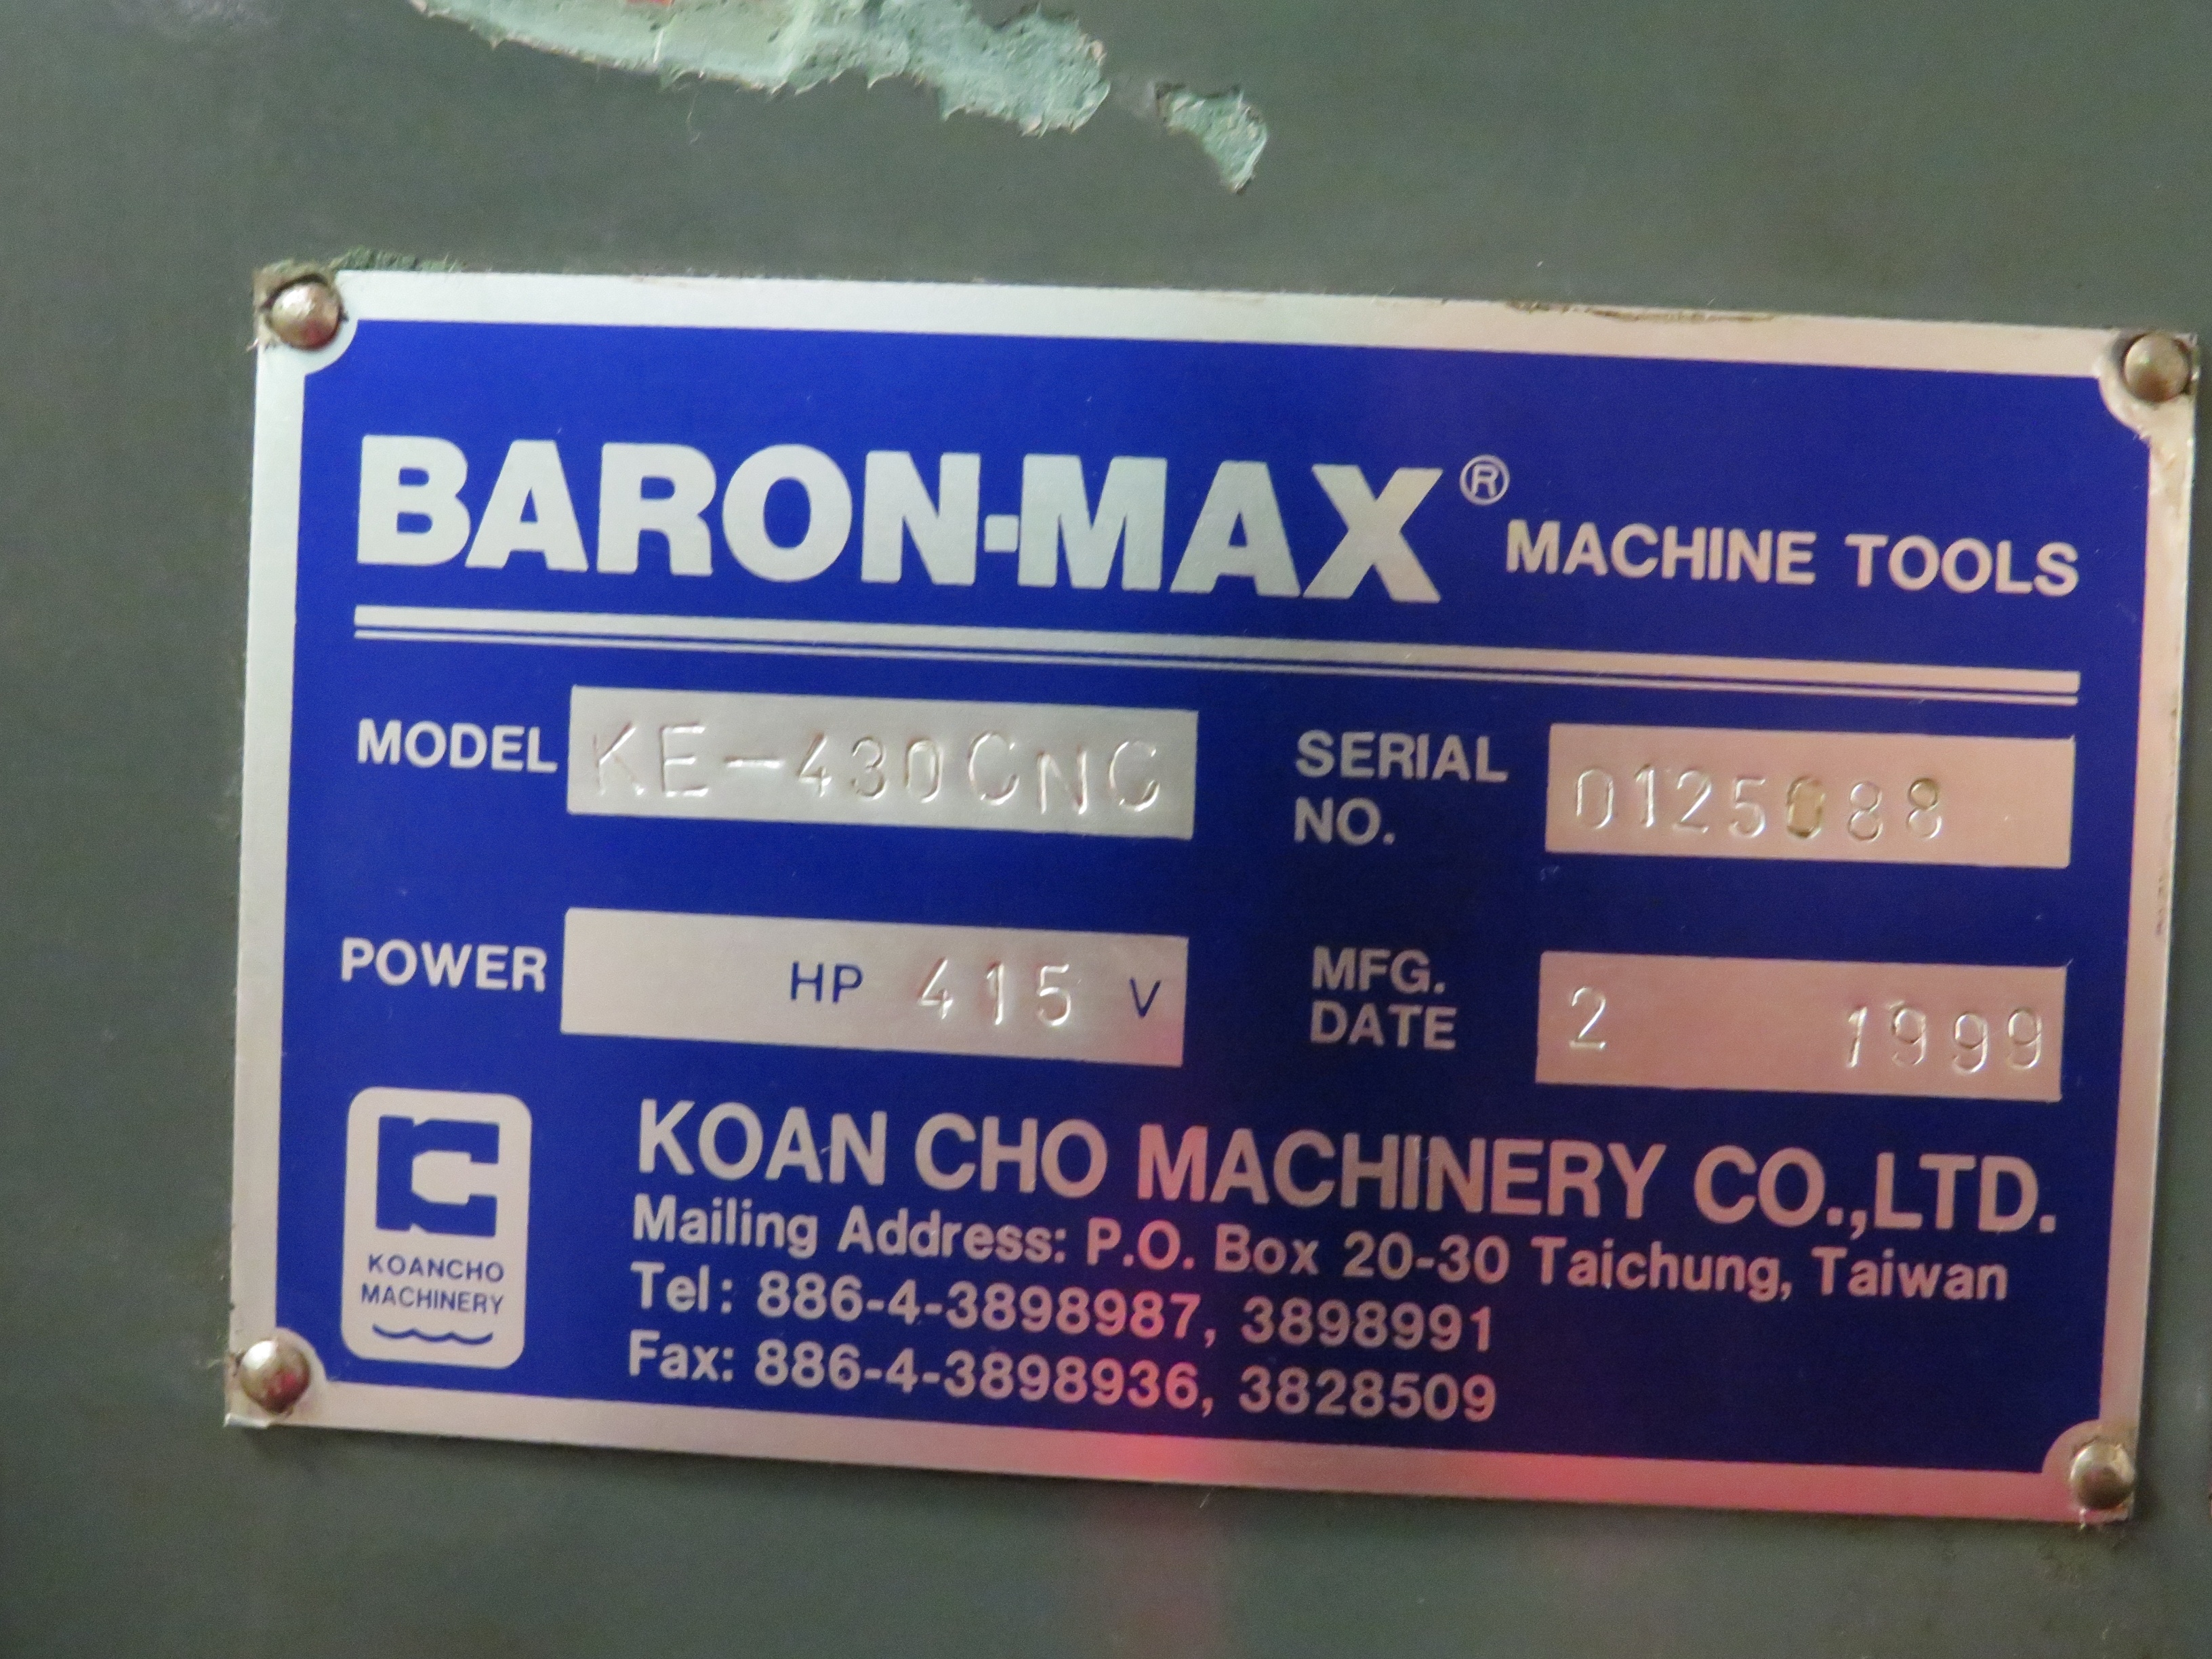 BARON-MAX® MACHINE TOOLS
MODEL KE-430CNC
SERIAL NO. 0125088
POWER HP 415 V
MFG. DATE 2 1999
KOANCHO
MACHINERY
KOAN CHO MACHINERY CO.,LTD.
Mailing Address: P.O. Box 20-30 Taichung, Taiwan
Tel: 886-4-3898987, 3898991
Fax: 886-4-3898936, 3828509